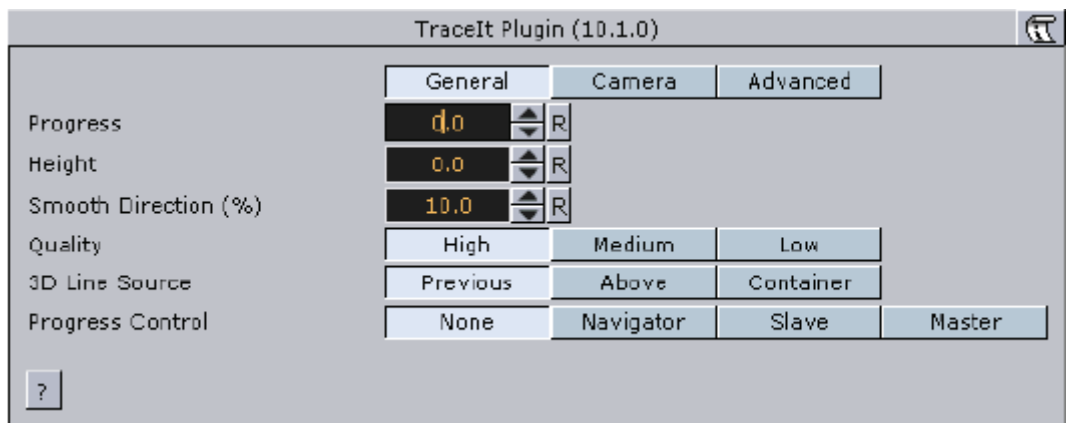 TraceIt Plugin (10.1.0)
General Camera Advanced
Progress 0.0 R
Height 0.0 R
Smooth Direction (%) 10.0 R
Quality High Medium Low
3D Line Source Previous Above Container
Progress Control None Navigator Slave Master
?